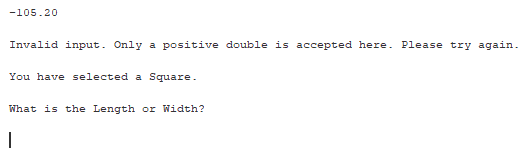 -105.20
Invalid input. Only a positive double is accepted here. Please try again.
You have selected a Square.
What is the Length or Width?